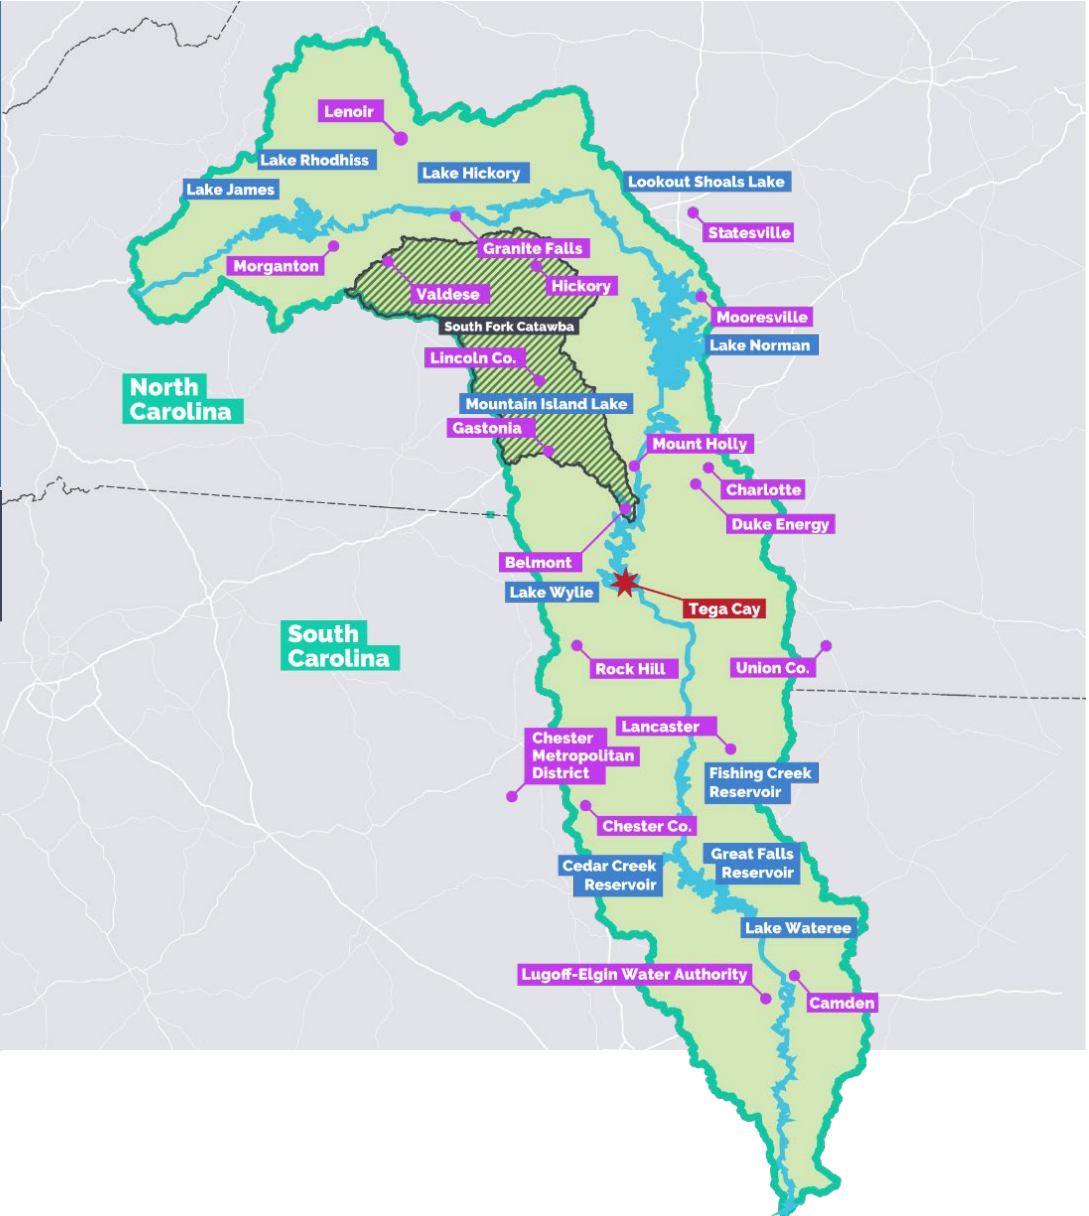 Lenoir
Lake Rhodhiss
Lake Hickory
Lookout Shoals Lake
Lake James
Statesville
Granite Falls
Morganton
Hickory
Valdese
Mooresville
South Fork Catawba
Lake Norman
Lincoln Co.
North
Carolina
Mountain Island Lake
Gastonia
Mount Holly
Charlotte
Duke Energy
Belmont
Lake Wylie
Tega Cay
South
Carolina
Rock Hill
Union Co.
Lancaster
Chester
Metropolitan
District
Fishing Creek
Reservoir
Chester Co.
Great Falls
Reservoir
Cedar Creek
Reservoir
Lake Wateree
Lugoff-Elgin Water Authority
Camden